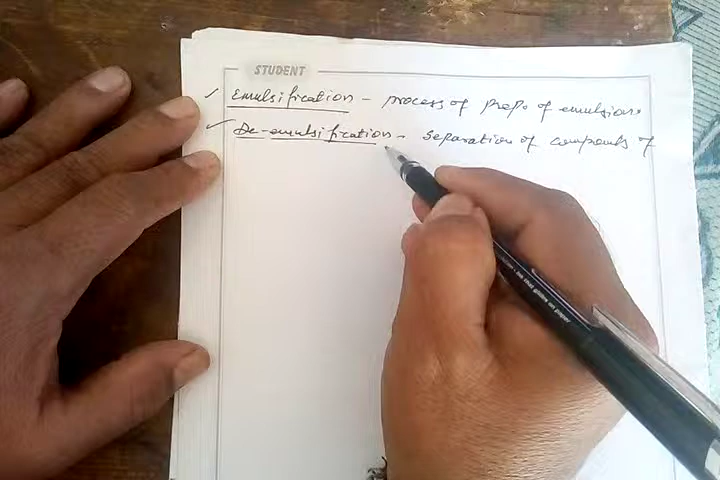 STUDENT
✓ Emulsification - process of prepo of emulsions.
✓ De-emulsification - Separation of compounds of